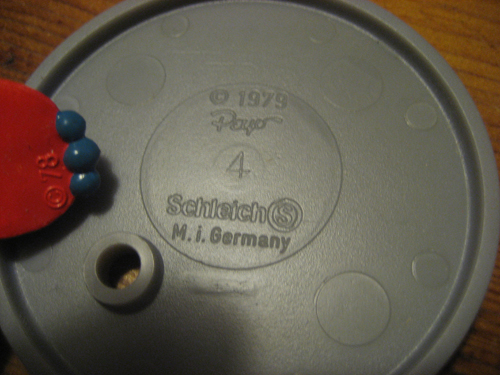 © 1979
Peyo
4
Schleich S
M. i. Germany
© 78